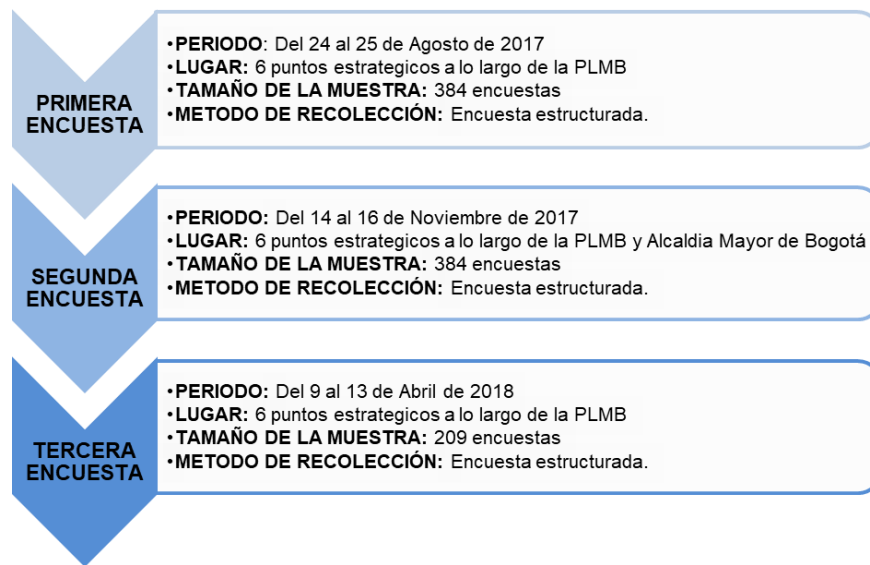 PRIMERA
ENCUESTA
•PERIODO: Del 24 al 25 de Agosto de 2017
•LUGAR: 6 puntos estrategicos a lo largo de la PLMB
•TAMAÑO DE LA MUESTRA: 384 encuestas
•METODO DE RECOLECCIÓN: Encuesta estructurada.
SEGUNDA
ENCUESTA
•PERIODO: Del 14 al 16 de Noviembre de 2017
•LUGAR: 6 puntos estrategicos a lo largo de la PLMB y Alcaldia Mayor de Bogotá
•TAMAÑO DE LA MUESTRA: 384 encuestas
•METODO DE RECOLECCIÓN: Encuesta estructurada.
TERCERA
ENCUESTA
•PERIODO: Del 9 al 13 de Abril de 2018
•LUGAR: 6 puntos estrategicos a lo largo de la PLMB
•TAMAÑO DE LA MUESTRA: 209 encuestas
•METODO DE RECOLECCIÓN: Encuesta estructurada.